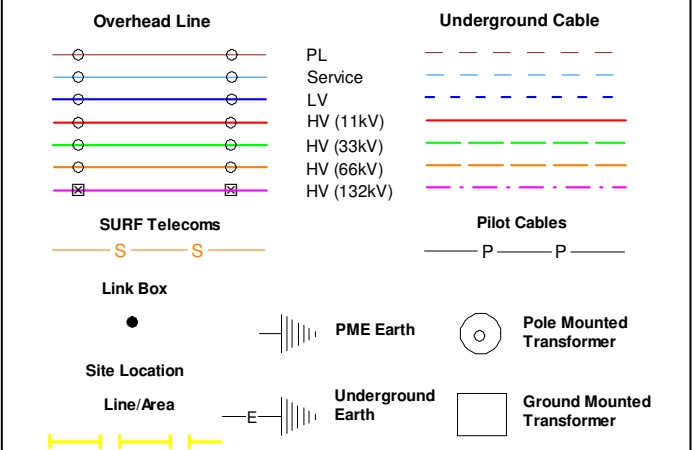 Overhead Line
Underground Cable
PL
Service
LV
HV (11kV)
HV (33kV)
HV (66kV)
HV (132kV)
SURF Telecoms
S S
Pilot Cables
P P
Link Box
PME Earth
Pole Mounted
Transformer
Site Location
Line/Area
E
Underground
Earth
Ground Mounted
Transformer